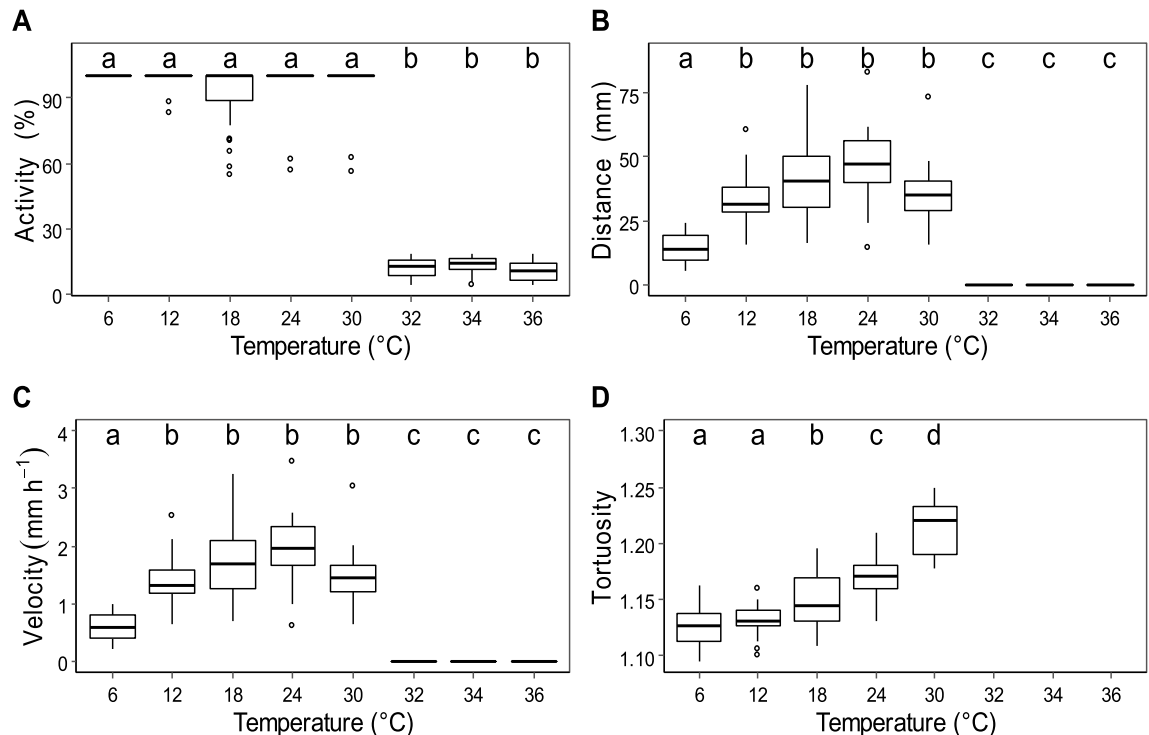 A
a a a a a b b b
Activity (%)
90
60
30
0
6 12 18 24 30 32 34 36
Temperature (°C)
B
a b b b b c c c
Distance (mm)
75
50
25
0
6 12 18 24 30 32 34 36
Temperature (°C)
C
a b b b b c c c
Velocity (mm h⁻¹)
4
3
2
1
0
6 12 18 24 30 32 34 36
Temperature (°C)
D
a a b c d
Tortuosity
1.30
1.25
1.20
1.15
1.10
6 12 18 24 30 32 34 36
Temperature (°C)